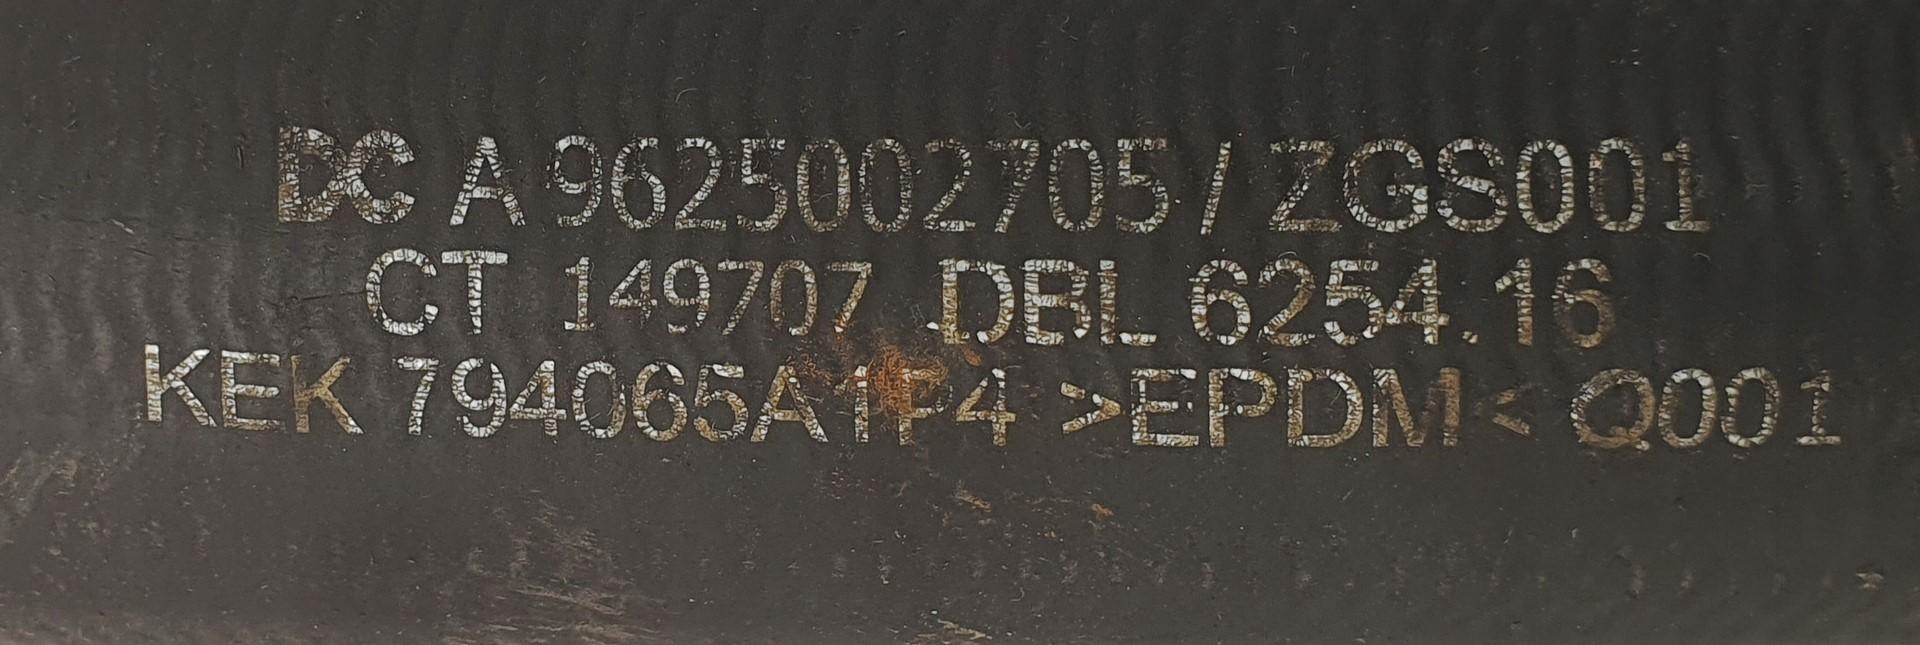 DC A 9625002705 / ZGS001
CT 149707 DBL 6254.16
KEK 794065A1P4 >EPDM< Q001